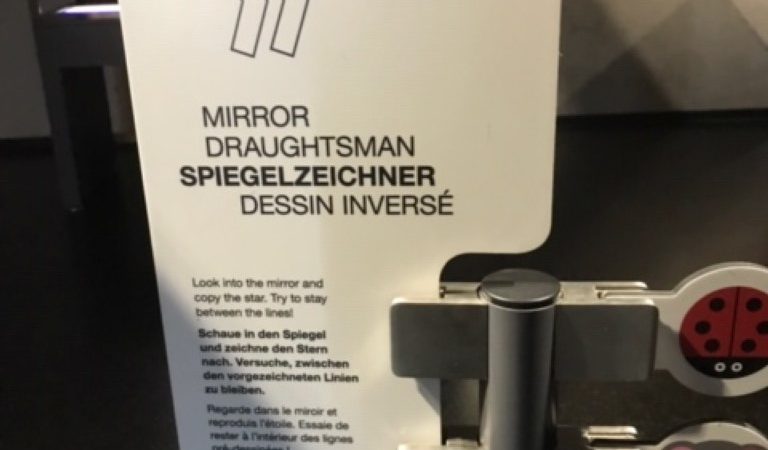 MIRROR
DRAUGHTSMAN
SPIEGELZEICHNER
DESSIN INVERSÉ
Look into the mirror and
copy the star. Try to stay
between the lines!
Schaue in den Spiegel
und zeichne den Stern
nach. Versuche, zwischen
den vorgezeichneten Linien
zu bleiben.
Regarde dans le miroir et
reproduis l'étoile. Essaie de
rester à l'intérieur des lignes
pré-dessinées !